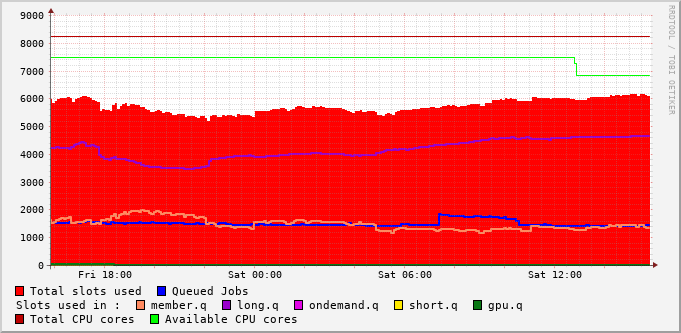 RRDTOOL / TOBI OETIKER
9000
8000
7000
6000
5000
4000
3000
2000
1000
0
Fri 18:00 Sat 00:00 Sat 06:00 Sat 12:00
Total slots used Queued Jobs
Slots used in : member.q long.q ondemand.q short.q gpu.q
Total CPU cores Available CPU cores